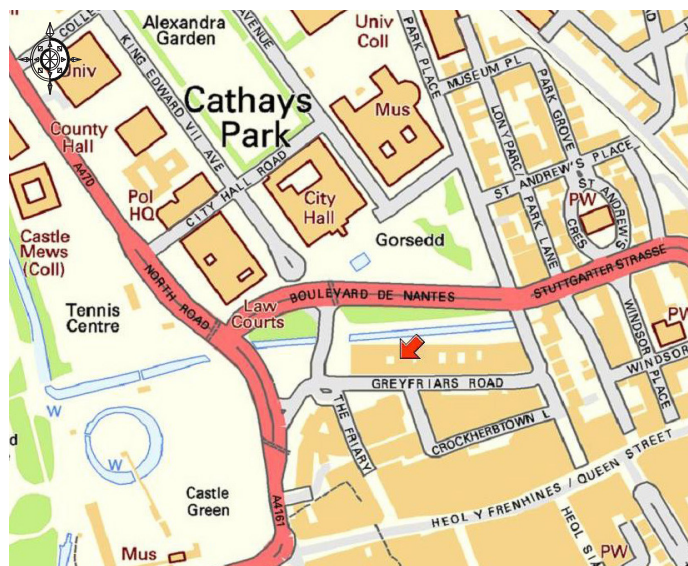 COLLE
Univ
Alexandra
Garden
AVENUE
Univ
Coll
PARK PLACE
MUSEUM PL
KING EDWARD VII AVE
Cathays
Park
Mus
LON Y PARC
PARK GROVE
County
Hall
A470
Pol
HQ
CITY HALL ROAD
City
Hall
ST ANDREW'S PLACE
PARK LANE
PW
ST ANDREW'S
CRES
Castle
Mews
(Coll)
Gorsedd
NORTH ROAD
Law
Courts
BOULEVARD DE NANTES
STUTTGARTER STRASSE
Tennis
Centre
WINDSOR PLACE
PW
WINDSOR
GREYFRIARS ROAD
THE FRIARY
CROCKHERBTOWN L
W
d
W
Castle
Green
A4161
HEOL Y FRENHINES / QUEEN STREET
HEOL SIA
Mus
PW